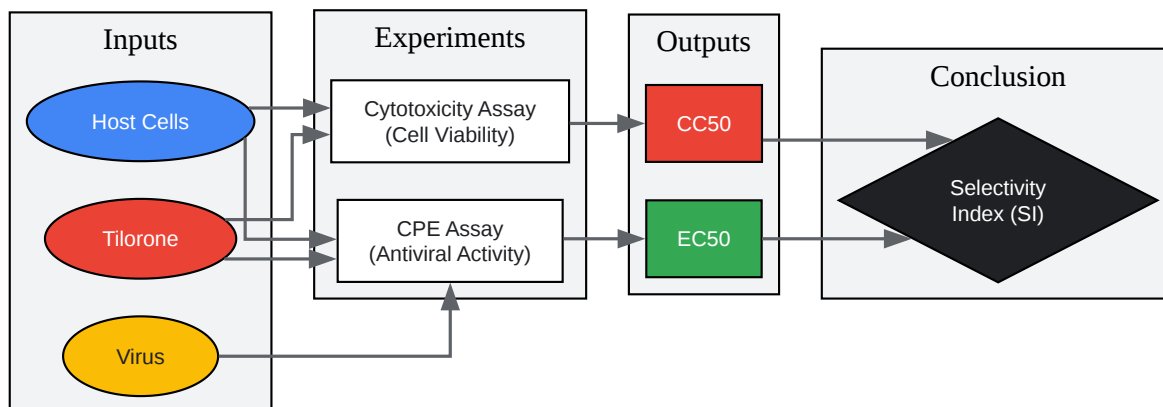 Inputs
Host Cells
Tilorone
Virus
Experiments
Cytotoxicity Assay
(Cell Viability)
CPE Assay
(Antiviral Activity)
Outputs
CC50
EC50
Conclusion
Selectivity
Index (SI)